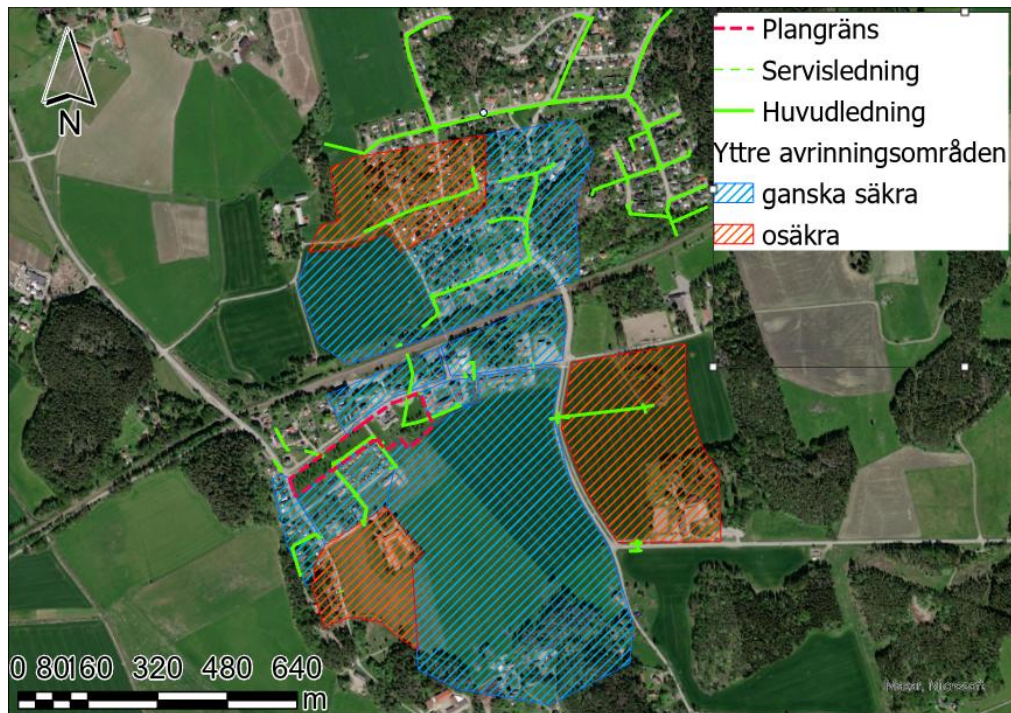 Plangräns
Servisledning
Huvudledning
Yttre avrinningsområden
ganska säkra
osäkra
N
0 80160 320 480 640
m
Maxar, Microsoft